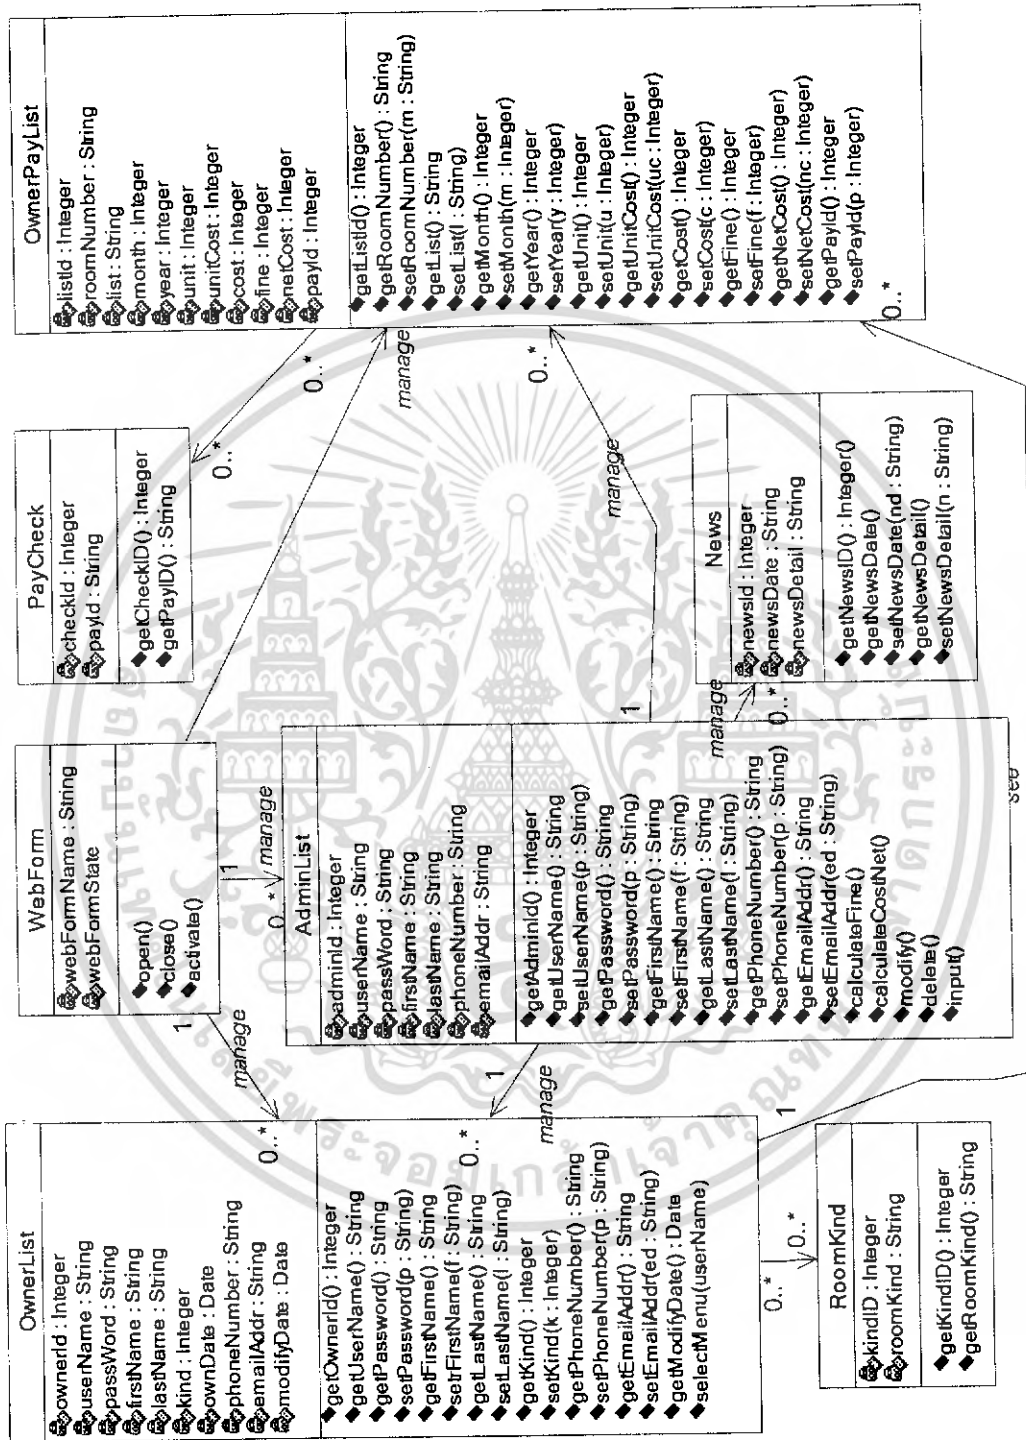 OwnerList
ownerId : Integer
userName : String
passWord : String
firstName : String
lastName : String
kind : Integer
ownDate : Date
phoneNumber : String
emailAddr : String
modifyDate : Date
getOwnerId() : Integer
getUserName() : String
getPassword() : String
setPassword(p : String)
getFirstName() : String
setrFirstName(f : String)
getLastName() : String
setLastName(l : String)
getKind() : Integer
setKind(k : Integer)
getPhoneNumber() : String
setPhoneNumber(p : String)
getEmailAddr() : String
setEmailAddr(ed : String)
getModifyDate() : Date
selectMenu(userName)
0..*
0..*
0..*
0..*
RoomKind
kindID : Integer
roomKind : String
getKindID() : Integer
getRoomKind() : String
WebForm
webFormName : String
webFormState
open()
close()
activate()
1
manage
1
0..*
manage
AdminList
adminId : Integer
userName : String
passWord : String
firstName : String
lastName : String
phoneNumber : String
emailAddr : String
getAdminId() : Integer
getUserName() : String
setUserName(p : String)
getPassword() : String
setPassword(p : String)
getFirstName() : String
setFirstName(f : String)
getLastName() : String
setLastName(l : String)
getPhoneNumber() : String
setPhoneNumber(p : String)
getEmailAddr() : String
setEmailAddr(ed : String)
calculateFine()
calculateCostNet()
modify()
delete()
input()
1
manage
1
1
manage
0..*
see
PayCheck
checkId : Integer
payId : String
getCheckID() : Integer
getPayID() : String
0..*
0..*
manage
0..*
manage
News
newsId : Integer
newsDate : String
newsDetail : String
getNewsID() : Integer()
getNewsDate()
setNewsDate(nd : String)
getNewsDetail()
setNewsDetail(n : String)
OwnerPayList
listId : Integer
roomNumber : String
list : String
month : Integer
year : Integer
unit : Integer
unitCost : Integer
cost : Integer
fine : Integer
netCost : Integer
payId : Integer
getListId() : Integer
getRoomNumber() : String
setRoomNumber(m : String)
getList() : String
setList(l : String)
getMonth() : Integer
setMonth(m : Integer)
getYear() : Integer
setYear(y : Integer)
getUnit() : Integer
setUnit(u : Integer)
getUnitCost() : Integer
setUnitCost(uc : Integer)
getCost() : Integer
setCost(c : Integer)
getFine() : Integer
setFine(f : Integer)
getNetCost() : Integer
setNetCost(nc : Integer)
getPayId() : Integer
setPayId(p : Integer)
0..*